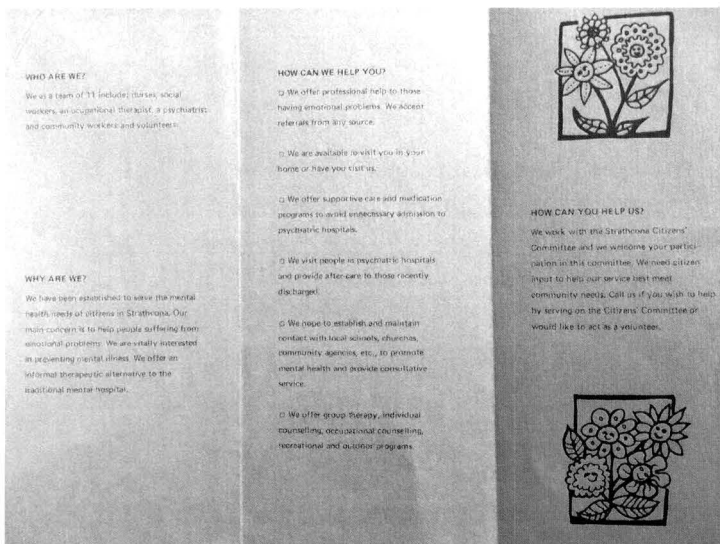 WHO ARE WE?
We as a team of 11 include; nurses, social
workers, an ocupational therapist, a psychiatrist
and community workers and volunteers.
WHY ARE WE?
We have been established to serve the mental
health needs of citizens in Strathcona. Our
main concern is to help people suffering from
emotional problems. We are vitally interested
in preventing mental illness. We offer an
informal therapeutic alternative to the
traditional mental hospital.
HOW CAN WE HELP YOU?
□ We offer professional help to those
having emotional problems. We accept
referrals from any source.
□ We are available to visit you in your
home or have you visit us.
□ We offer supportive care and medication
programs to avoid unnecessary admission to
psychiatric hospitals.
□ We visit people in psychiatric hospitals
and provide after-care to those recently
discharged.
□ We hope to establish and maintain
contact with local schools, churches,
community agencies, etc., to promote
mental health and provide consultative
service.
□ We offer group therapy, individual
counselling, occupational counselling,
recreational and outdoor programs.
HOW CAN YOU HELP US?
We work with the Strathcona Citizens'
Committee and we welcome your partici-
pation in this committee. We need citizen
input to help our service best meet
community needs. Call us if you wish to help
by serving on the Citizens' Committee or
would like to act as a volunteer.